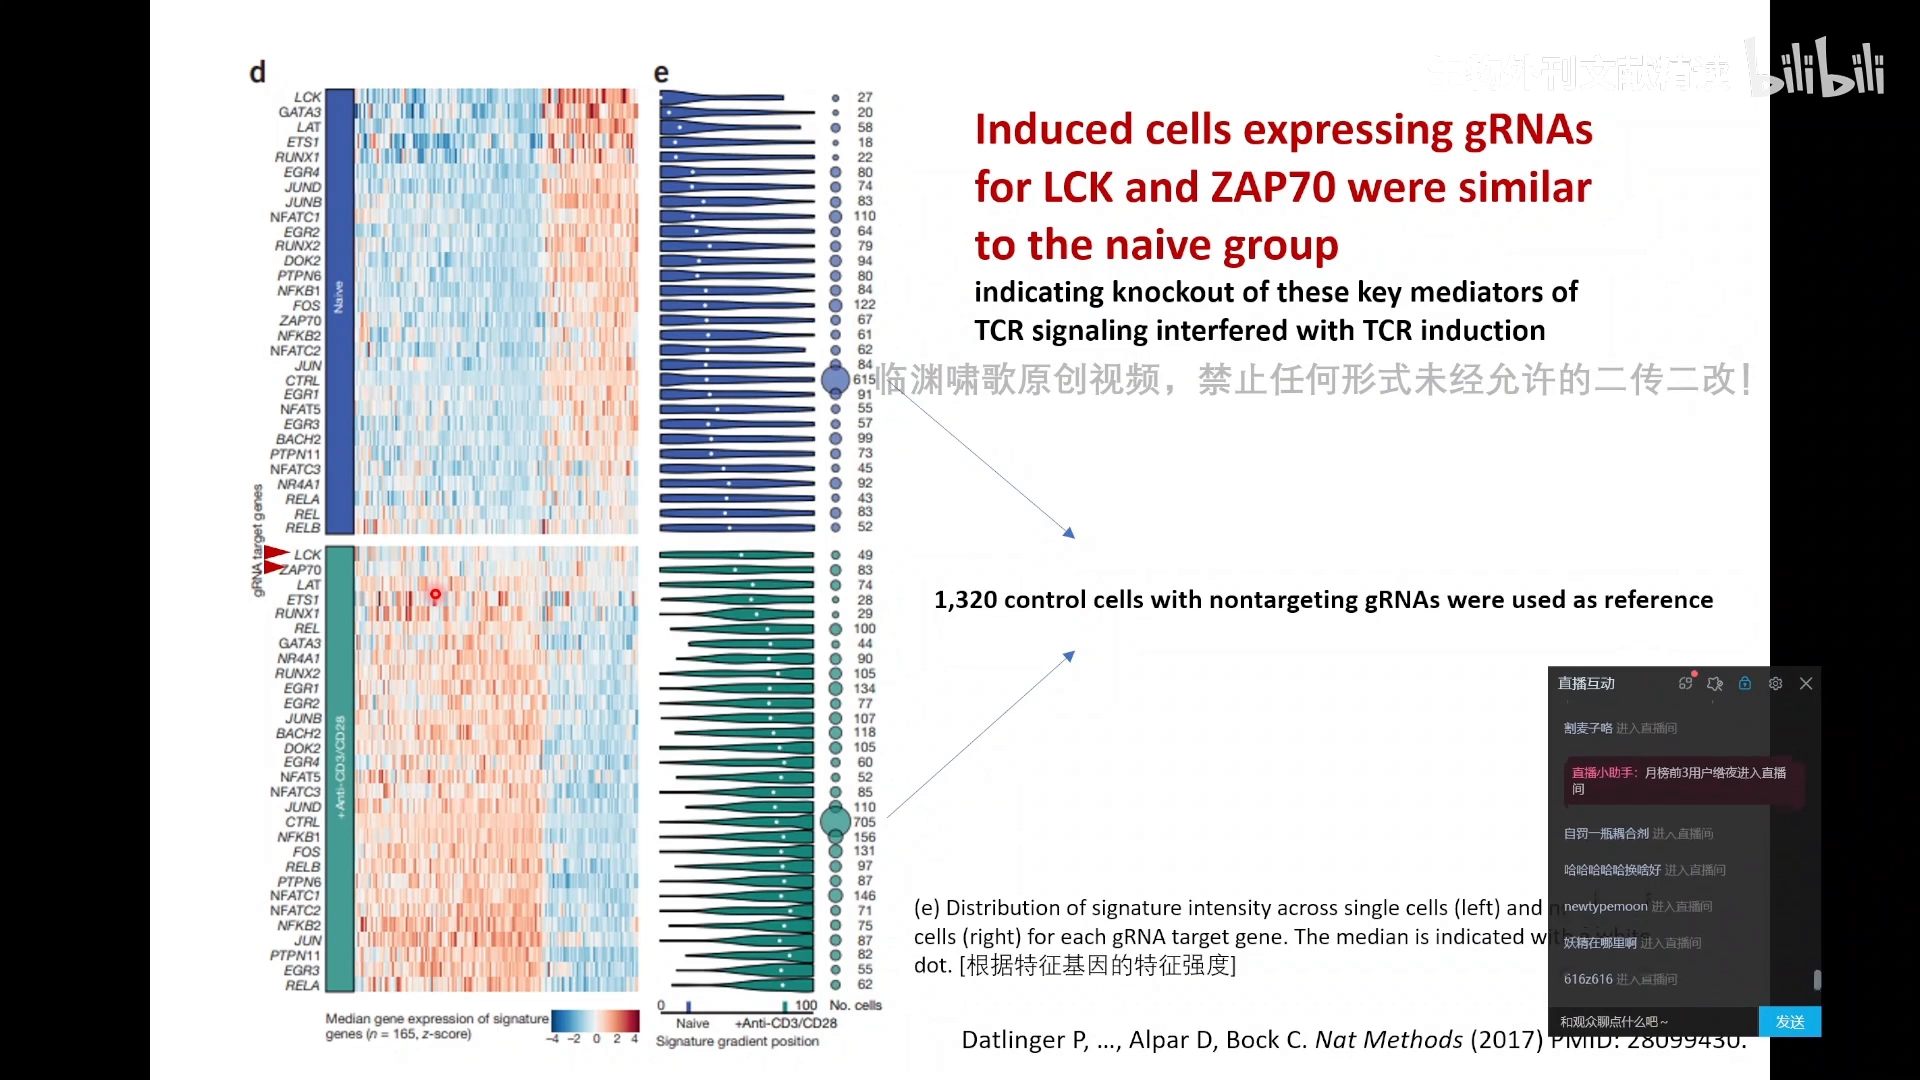 d
e
LCK 27
GATA3 20
LAT 58
ETS1 18
RUNX1 22
EGR4 80
JUND 74
JUNB 83
NFATC1 110
EGR2 64
RUNX2 79
DOK2 94
PTPN6 80
NFKB1 84
FOS 122
ZAP70 67
NFKB2 61
NFATC2 62
JUN 84
CTRL 615
EGR1 91
NFAT5 55
EGR3 57
BACH2 99
PTPN11 73
NFATC3 45
NR4A1 92
RELA 43
REL 83
RELB 52
Naive
gRNA target genes
LCK 49
ZAP70 83
LAT 74
ETS1 28
RUNX1 29
REL 100
GATA3 44
NR4A1 90
RUNX2 105
EGR1 134
EGR2 77
JUNB 107
BACH2 118
DOK2 105
EGR4 60
NFAT5 52
NFATC3 85
JUND 110
CTRL 705
NFKB1 156
FOS 131
RELB 97
PTPN6 87
NFATC1 146
NFATC2 71
NFKB2 75
JUN 87
PTPN11 82
EGR3 55
RELA 62
+Anti-CD3/CD28
Median gene expression of signature
genes (n = 165, z-score)
−4 −2 0 2 4
0 100 No. cells
Naive +Anti-CD3/CD28
Signature gradient position
外刊文献精读 bilibili
Induced cells expressing gRNAs
for LCK and ZAP70 were similar
to the naive group
indicating knockout of these key mediators of
TCR signaling interfered with TCR induction
临渊啸歌原创视频，禁止任何形式未经允许的二传二改！
1,320 control cells with nontargeting gRNAs were used as reference
(e) Distribution of signature intensity across single cells (left) and
cells (right) for each gRNA target gene. The median is indicated with a white
dot. [根据特征基因的特征强度]
Datlinger P, …, Alpar D, Bock C. Nat Methods (2017) PMID: 28099430.
直播互动
割麦子咯 进入直播间
直播小助手：月榜前3用户绺夜进入直播
间
自罚一瓶耦合剂 进入直播间
哈哈哈哈哈换啥好 进入直播间
newtypemoon 进入直播间
妖精在哪里啊 进入直播间
616z616 进入直播间
和观众聊点什么吧~
发送